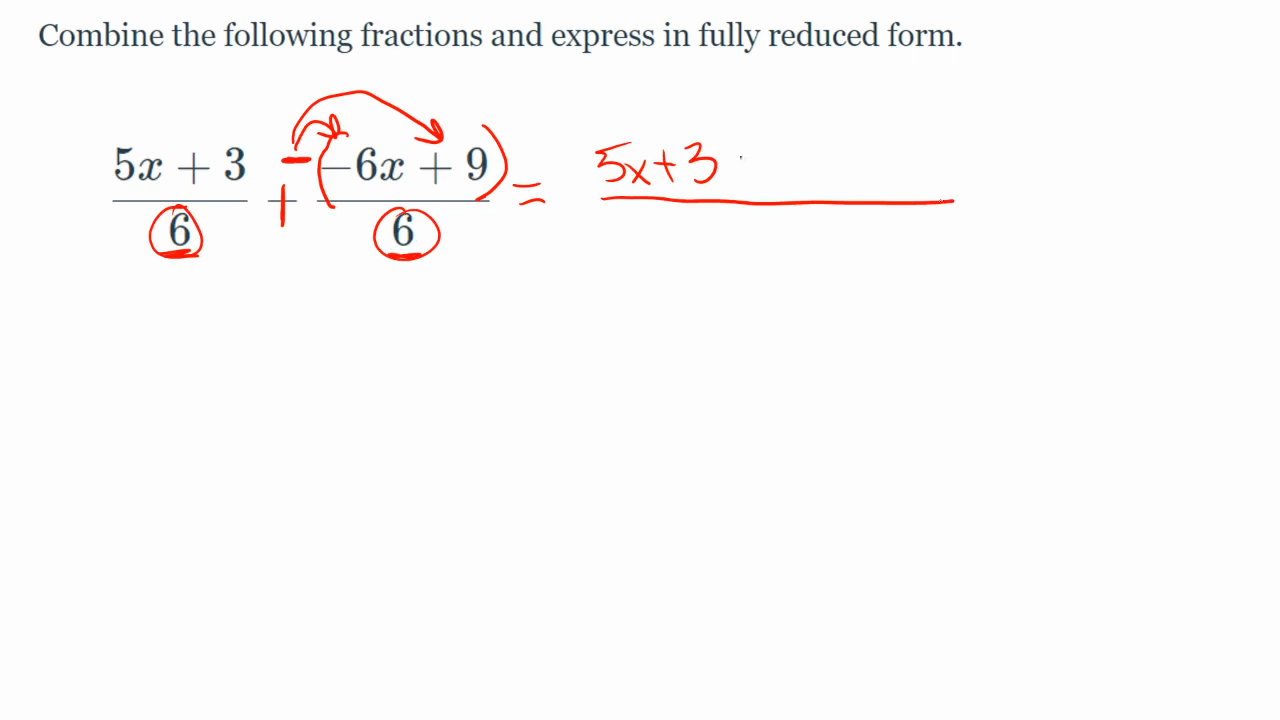 Combine the following fractions and express in fully reduced form.
5x + 3 − (−6x + 9) = 5x+3
6 + 6